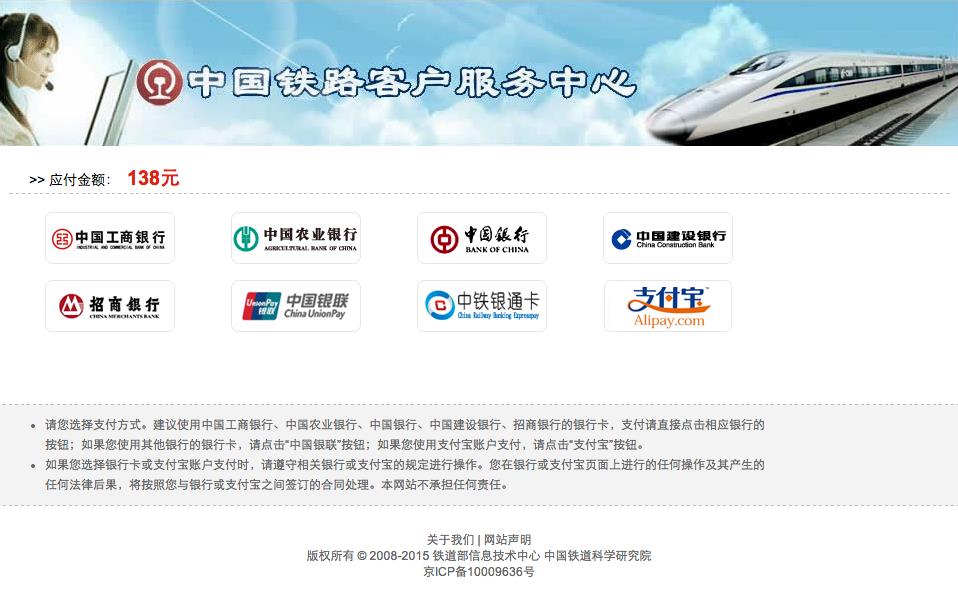 中国铁路客户服务中心
>> 应付金额： 138元
中国工商银行
INDUSTRIAL AND COMMERCIAL BANK OF CHINA
中国农业银行
AGRICULTURAL BANK OF CHINA
中国银行
BANK OF CHINA
中国建设银行
China Construction Bank
招商银行
CHINA MERCHANTS BANK
UnionPay
银联
中国银联
China UnionPay
中铁银通卡
China Railway Banking Expresspay
支付宝™
Alipay.com
请您选择支付方式。建议使用中国工商银行、中国农业银行、中国银行、中国建设银行、招商银行的银行卡，支付请直接点击相应银行的
按钮；如果您使用其他银行的银行卡，请点击“中国银联”按钮；如果您使用支付宝账户支付，请点击“支付宝”按钮。
如果您选择银行卡或支付宝账户支付时，请遵守相关银行或支付宝的规定进行操作。您在银行或支付宝页面上进行的任何操作及其产生的
任何法律后果，将按照您与银行或支付宝之间签订的合同处理。本网站不承担任何责任。
关于我们 | 网站声明
版权所有 © 2008-2015 铁道部信息技术中心 中国铁道科学研究院
京ICP备10009636号